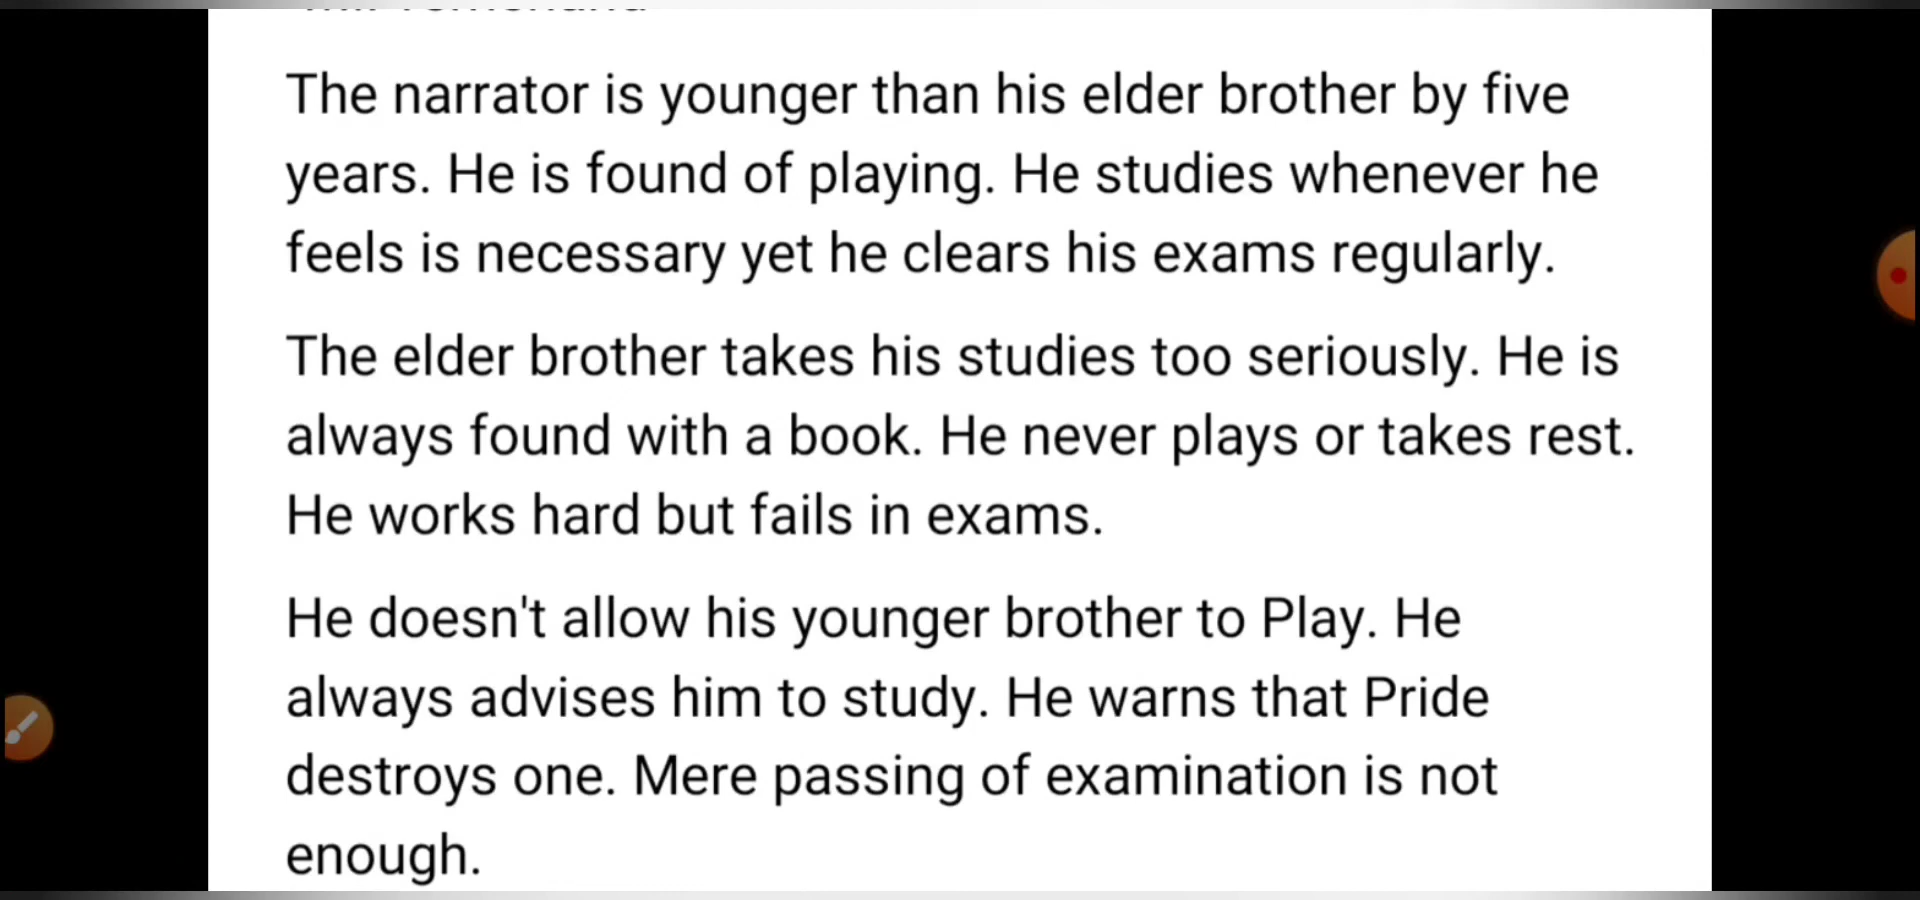 The narrator is younger than his elder brother by five
years. He is found of playing. He studies whenever he
feels is necessary yet he clears his exams regularly.
The elder brother takes his studies too seriously. He is
always found with a book. He never plays or takes rest.
He works hard but fails in exams.
He doesn't allow his younger brother to Play. He
always advises him to study. He warns that Pride
destroys one. Mere passing of examination is not
enough.